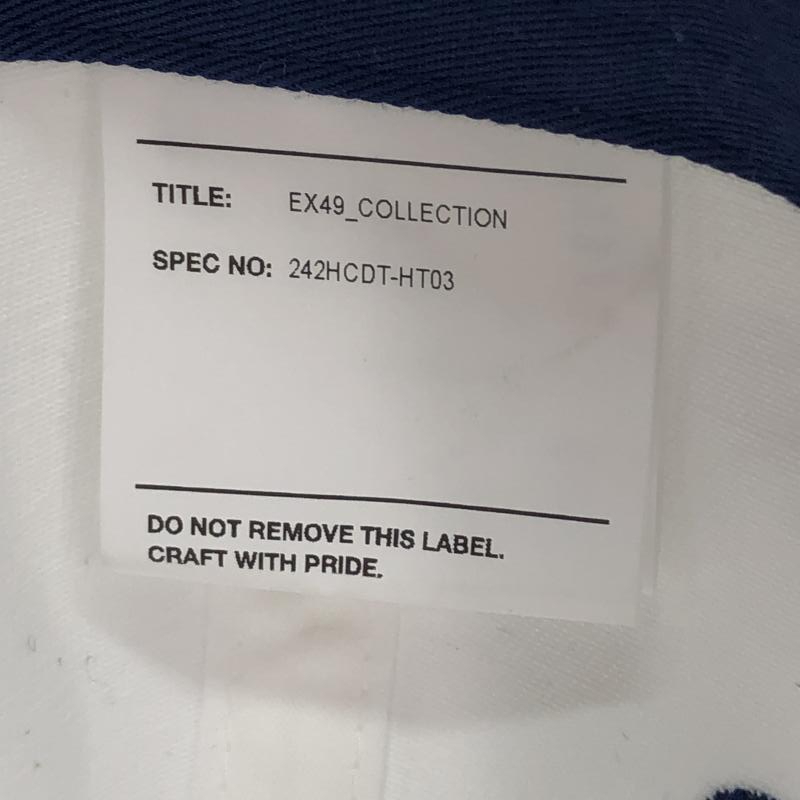 TITLE: EX49_COLLECTION
SPEC NO: 242HCDT-HT03
DO NOT REMOVE THIS LABEL.
CRAFT WITH PRIDE.